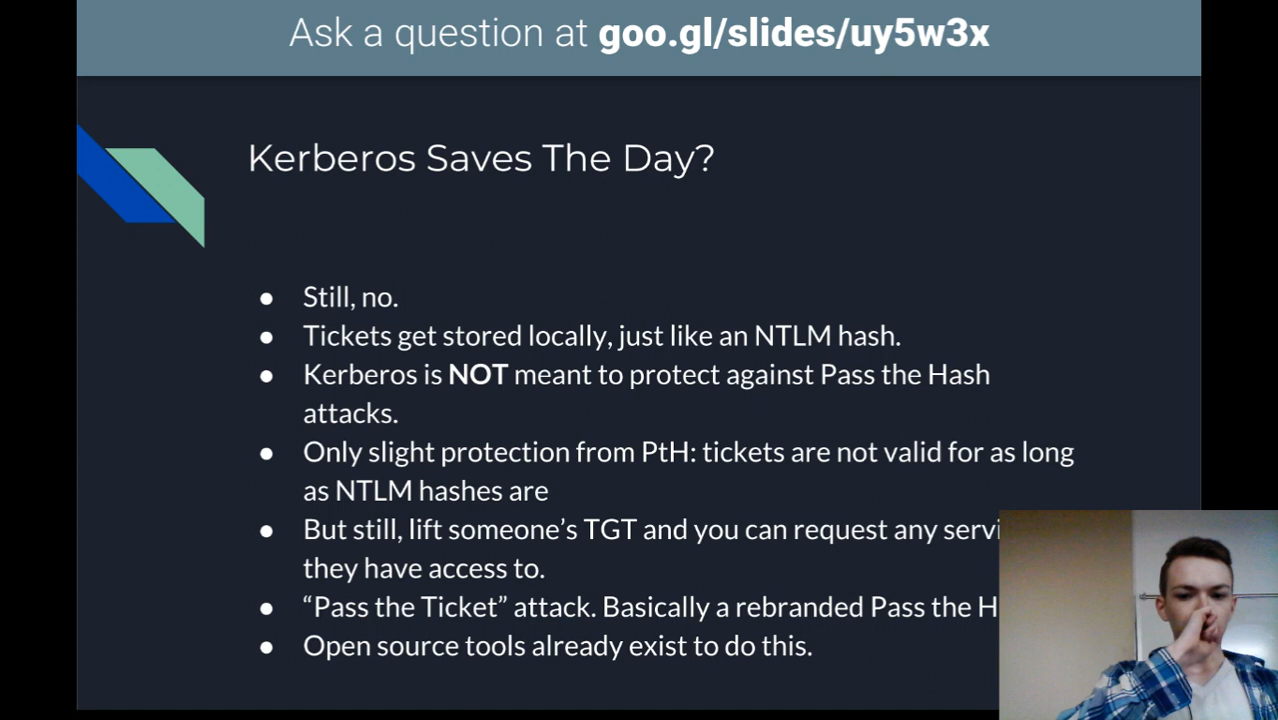 Ask a question at goo.gl/slides/uy5w3x
Kerberos Saves The Day?
● Still, no.
● Tickets get stored locally, just like an NTLM hash.
● Kerberos is NOT meant to protect against Pass the Hash
attacks.
● Only slight protection from PtH: tickets are not valid for as long
as NTLM hashes are
● But still, lift someone’s TGT and you can request any
they have access to.
● “Pass the Ticket” attack. Basically a rebranded Pass the
● Open source tools already exist to do this.